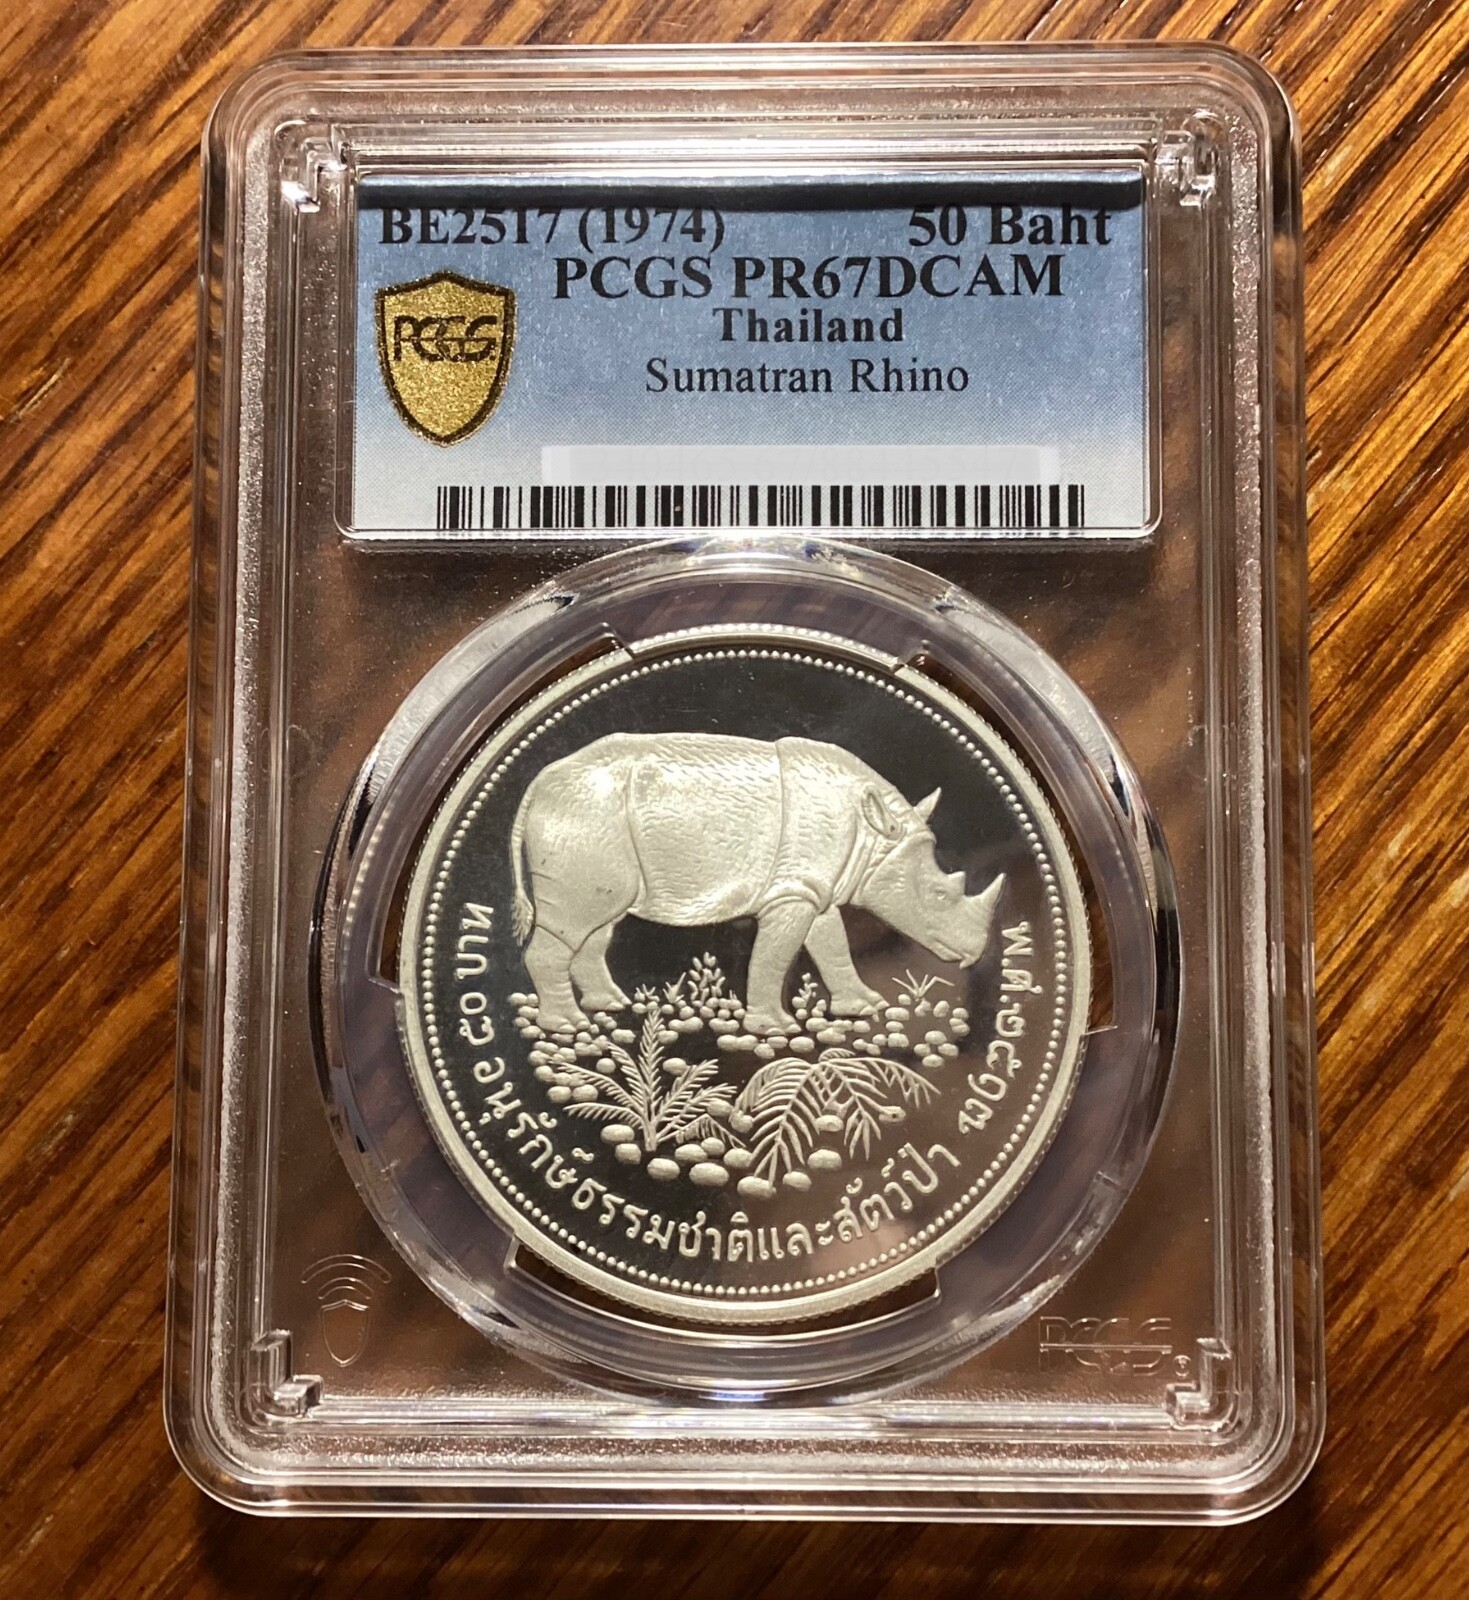 BE2517 (1974) 50 Baht
PCGS PR67DCAM
Thailand
Sumatran Rhino
PCGS
๕๐ บาท อนุรักษ์ธรรมชาติและสัตว์ป่า พ.ศ.๒๕๑๗
PCGS